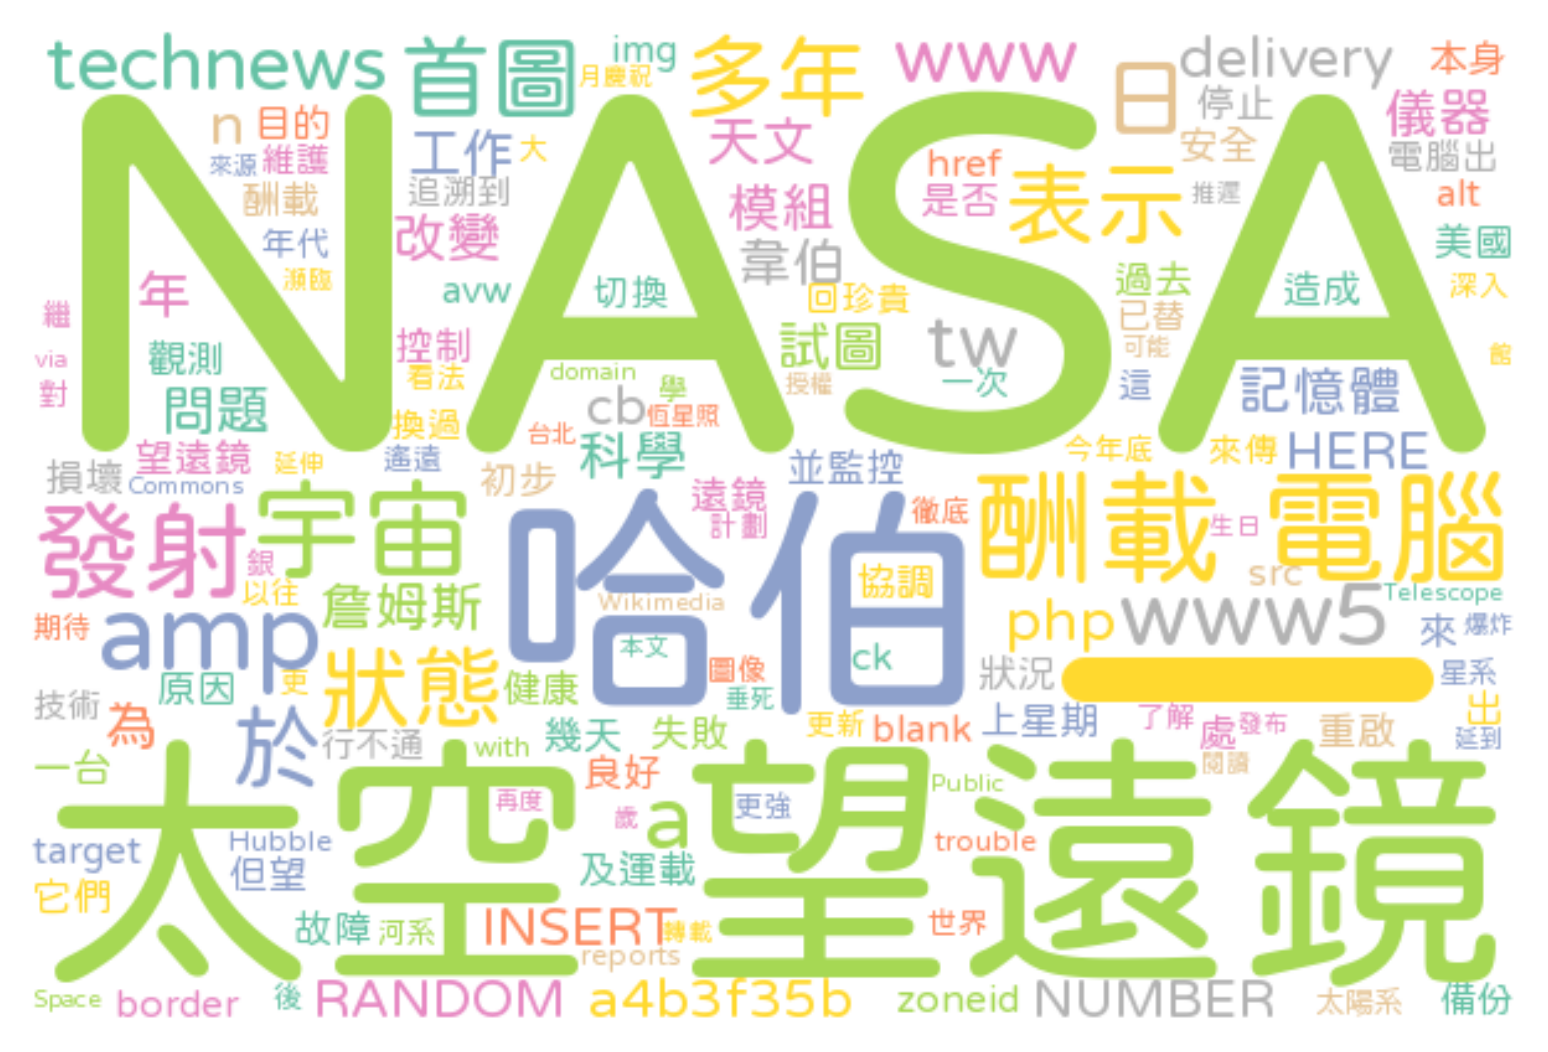 technews 首圖 img 月慶祝 多年 www 日 delivery 本身
n 目的 工作 大 天文 停止 安全 儀器
來源 維護 href 電腦出
酬載 追溯到 模組 是否 表示 推遲 alt
NASA
年代 改變 韋伯 美國
年 瀕臨 avw 切換 回珍貴 過去 造成 深入
繼 控制 試圖 tw 已替
via 觀測 看法 domain 學 授權 一次 可能 這 館
對 問題 換過 cb 恆星照 記憶體
望遠鏡 延伸 遙遠 台北 科學 並監控 今年底 來傳 HERE
損壞 Commons 宇宙 初步 遠鏡 計劃 徹底 酬載 電腦
發射 銀 哈伯 生日
以往 詹姆斯 Wikimedia 協調 src Telescope
期待 amp 本文 ck php www5 來 爆炸
技術 為 原因 更 狀態 健康 圖像 垂死 狀況 星系
於 行不通 with 幾天 失敗 更新 blank 上星期 了解 處 發布 重啟 出 延到
一台 良好 閱讀
太空望遠鏡
再度 歲 a 更強 Public
target Hubble trouble
它們 但望 及運載
故障 河系 INSERT 轉載 世界
reports
Space border 後 RANDOM a4b3f35b zoneid NUMBER 太陽系 備份